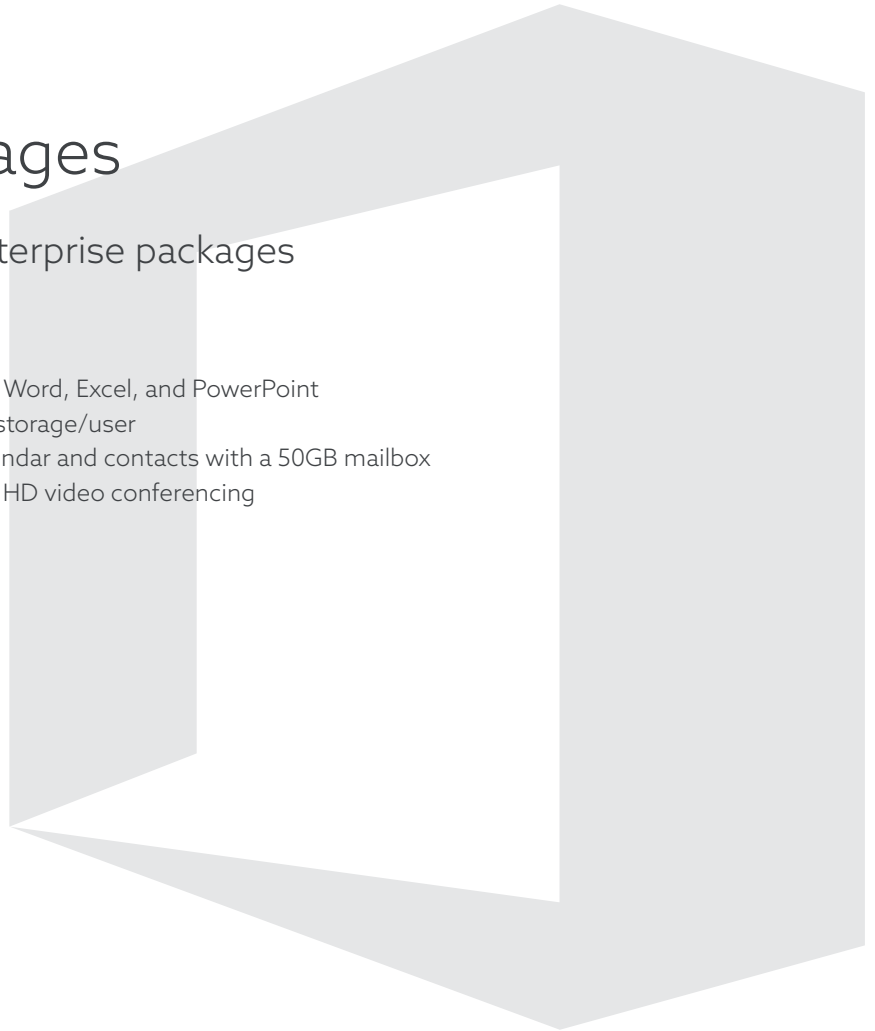 ages
terprise packages
Word, Excel, and PowerPoint
storage/user
ndar and contacts with a 50GB mailbox
HD video conferencing